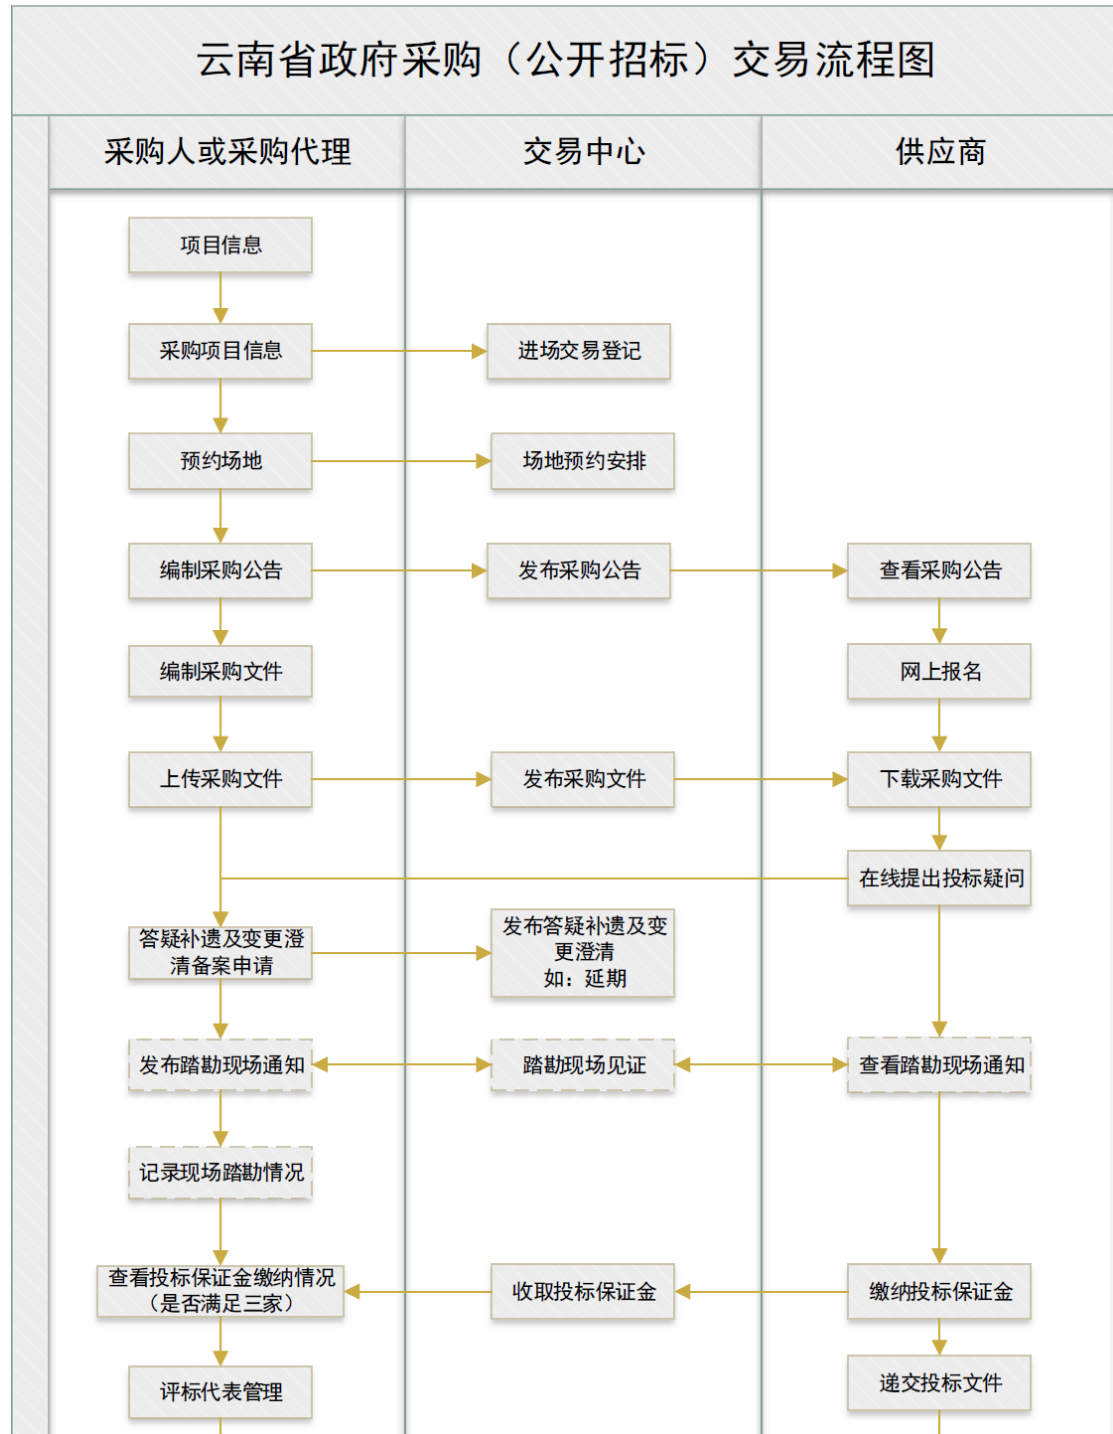 云南省政府采购（公开招标）交易流程图
采购人或采购代理
交易中心
供应商
项目信息
采购项目信息
进场交易登记
预约场地
场地预约安排
编制采购公告
发布采购公告
查看采购公告
编制采购文件
网上报名
上传采购文件
发布采购文件
下载采购文件
在线提出投标疑问
答疑补遗及变更澄
清备案申请
发布答疑补遗及变
更澄清
如：延期
发布踏勘现场通知
踏勘现场见证
查看踏勘现场通知
记录现场踏勘情况
查看投标保证金缴纳情况
（是否满足三家）
收取投标保证金
缴纳投标保证金
评标代表管理
递交投标文件